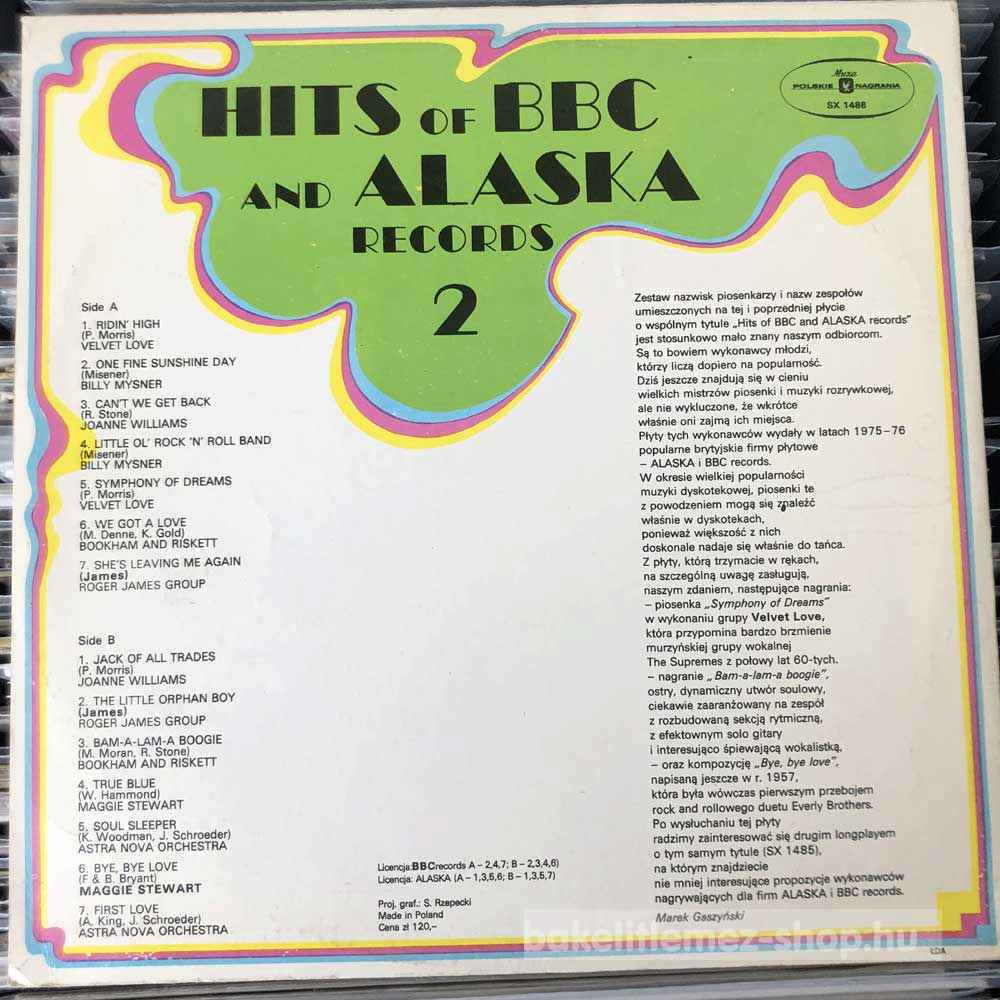 Muza
POLSKIE NAGRANIA
SX 1486
HITS OF BBC
AND ALASKA
RECORDS
2
Side A
1. RIDIN' HIGH
(P. Morris)
VELVET LOVE
2. ONE FINE SUNSHINE DAY
(Misener)
BILLY MYSNER
3. CAN'T WE GET BACK
(R. Stone)
JOANNE WILLIAMS
4. LITTLE OL' ROCK 'N' ROLL BAND
(Misener)
BILLY MYSNER
5. SYMPHONY OF DREAMS
(P. Morris)
VELVET LOVE
6. WE GOT A LOVE
(M. Denne, K. Gold)
BOOKHAM AND RISKETT
7. SHE'S LEAVING ME AGAIN
(James)
ROGER JAMES GROUP
Side B
1. JACK OF ALL TRADES
(P. Morris)
JOANNE WILLIAMS
2. THE LITTLE ORPHAN BOY
(James)
ROGER JAMES GROUP
3. BAM-A-LAM-A BOOGIE
(M. Moran, R. Stone)
BOOKHAM AND RISKETT
4. TRUE BLUE
(W. Hammond)
MAGGIE STEWART
5. SOUL SLEEPER
(K. Woodman, J. Schroeder)
ASTRA NOVA ORCHESTRA
6. BYE, BYE LOVE
(F & B. Bryant)
MAGGIE STEWART
7. FIRST LOVE
(A. King, J. Schroeder)
ASTRA NOVA ORCHESTRA
Licencja:BBCrecords A – 2,4,7; B – 2,3,4,6)
Licencja: ALASKA (A – 1,3,5,6; B – 1,3,5,7)
Proj. graf.: S. Rzepecki
Made in Poland
Cena zł 120,–
Zestaw nazwisk piosenkarzy i nazw zespołów
umieszczonych na tej i poprzedniej płycie
o wspólnym tytule „Hits of BBC and ALASKA records”
jest stosunkowo mało znany naszym odbiorcom.
Są to bowiem wykonawcy młodzi,
którzy liczą dopiero na popularność.
Dziś jeszcze znajdują się w cieniu
wielkich mistrzów piosenki i muzyki rozrywkowej,
ale nie wykluczone, że wkrótce
właśnie oni zajmą ich miejsca.
Płyty tych wykonawców wydały w latach 1975–76
popularne brytyjskie firmy płytowe
– ALASKA i BBC records.
W okresie wielkiej popularności
muzyki dyskotekowej, piosenki te
z powodzeniem mogą się znaleźć
właśnie w dyskotekach,
ponieważ większość z nich
doskonale nadaje się właśnie do tańca.
Z płyty, którą trzymacie w rękach,
na szczególną uwagę zasługują,
naszym zdaniem, następujące nagrania:
– piosenka „Symphony of Dreams”
w wykonaniu grupy Velvet Love,
która przypomina bardzo brzmienie
murzyńskiej grupy wokalnej
The Supremes z połowy lat 60-tych.
– nagranie „Bam-a-lam-a boogie”,
ostry, dynamiczny utwór soulowy,
ciekawie zaaranżowany na zespół
z rozbudowaną sekcją rytmiczną,
z efektownym solo gitary
i interesująco śpiewającą wokalistką,
– oraz kompozycję „Bye, bye love”,
napisaną jeszcze w r. 1957,
która była wówczas pierwszym przebojem
rock and rollowego duetu Everly Brothers.
Po wysłuchaniu tej płyty
radzimy zainteresować się drugim longplayem
o tym samym tytule (SX 1485),
na którym znajdziecie
nie mniej interesujące propozycje wykonawców
nagrywających dla firm ALASKA i BBC records.
Marek Gaszyński
bakelitlemez-shop.hu
ŁDA